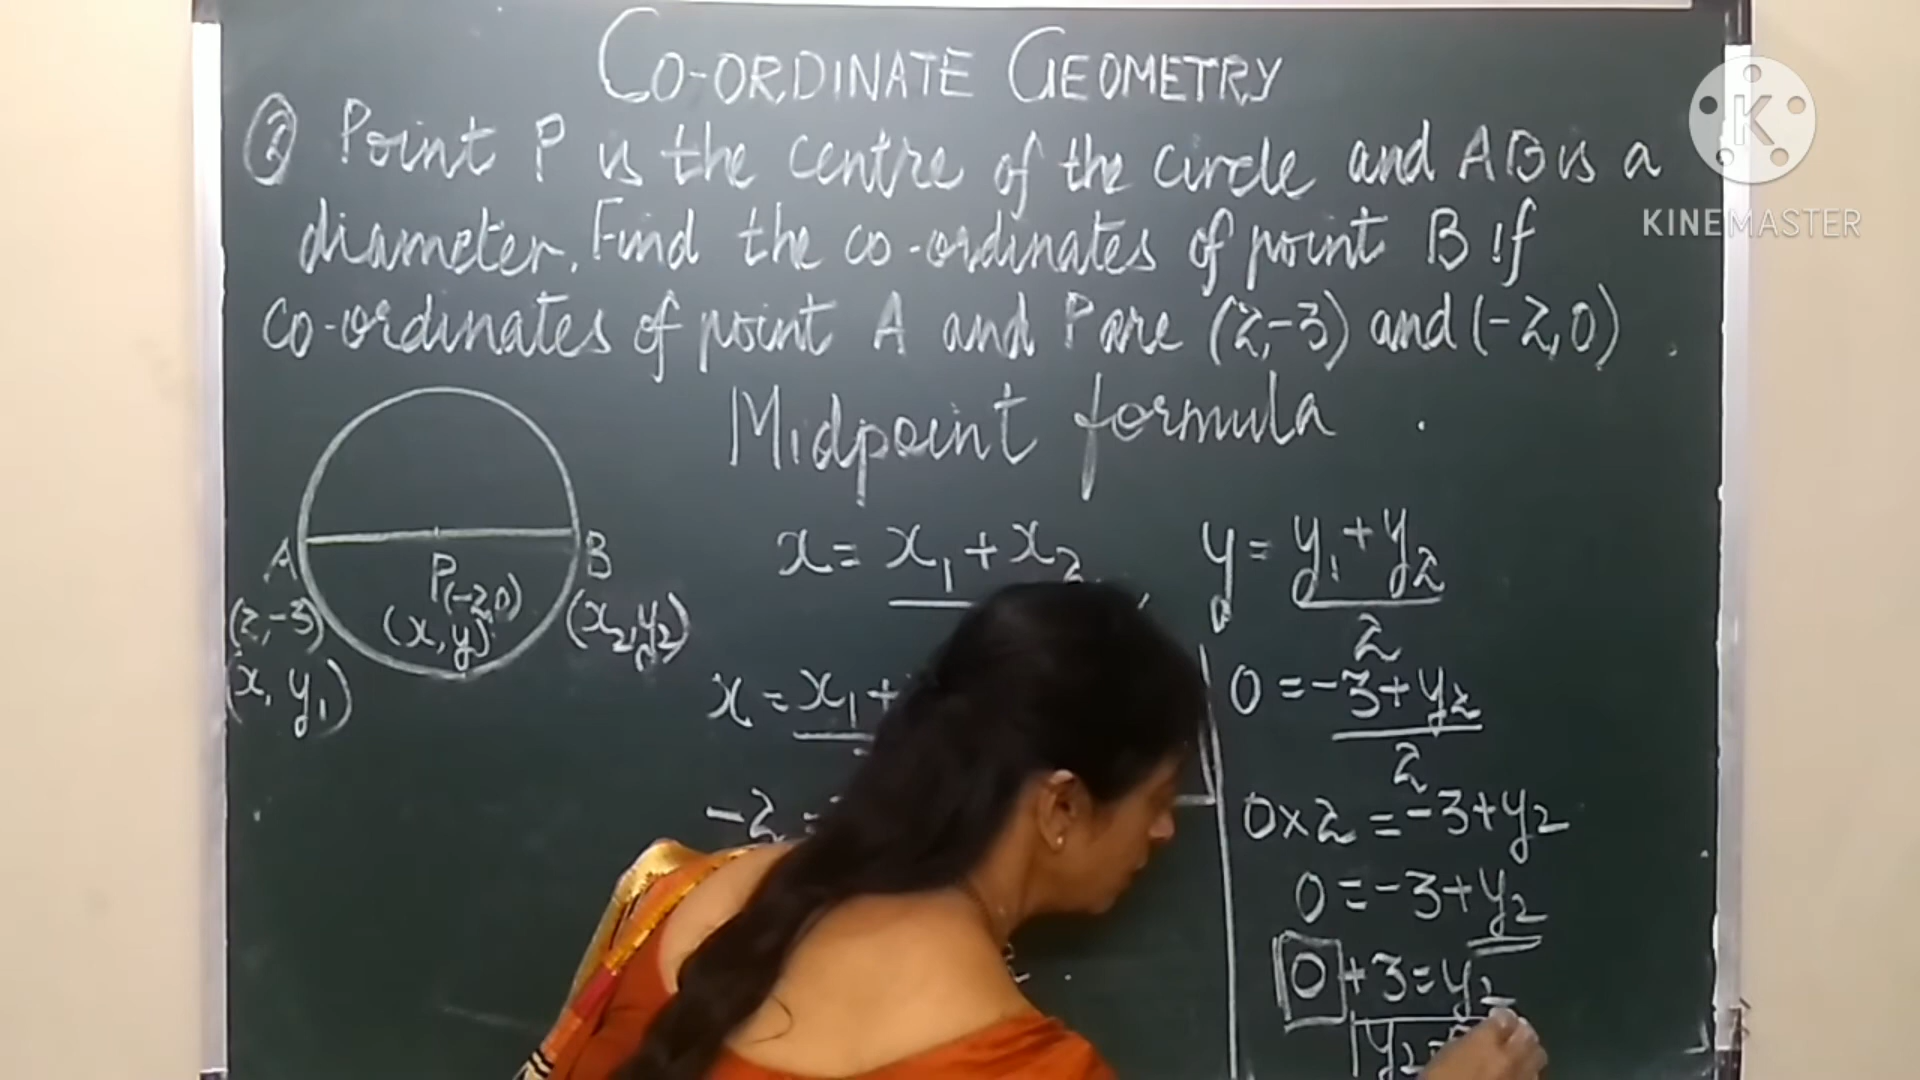 CO-ORDINATE GEOMETRY
② Point P is the centre of the circle and AB is a
diameter. Find the co-ordinates of point B if
co-ordinates of point A and P are (2,-3) and (-2,0)
Midpoint formula
x = x₁ + x₂
y = y₁ + y₂
2
A
B
P (-2,0)
(2,-3)
(x, y)
(x₂, y₂)
(x, y₁)
x = x₁ +
0 = -3 + y₂
2
-2 =
0 × 2 = -3 + y₂
0 = -3 + y₂
0 + 3 = y₂
y₂ =
K
KINEMASTER